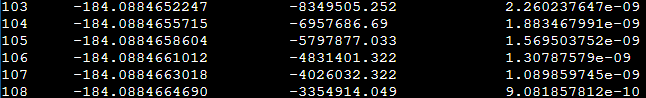 103 -184.0884652247 -8349505.252 2.260237647e-09
104 -184.0884655715 -6957686.69 1.883467991e-09
105 -184.0884658604 -5797877.033 1.569503752e-09
106 -184.0884661012 -4831401.322 1.30787579e-09
107 -184.0884663018 -4026032.322 1.089859745e-09
108 -184.0884664690 -3354914.049 9.081857812e-10